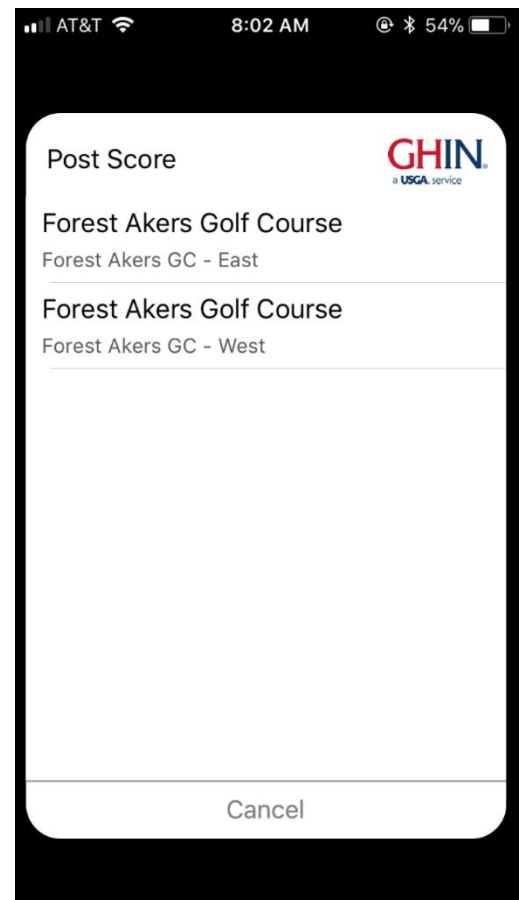 AT&T 8:02 AM 54%
Post Score
GHIN.
a USGA. service
Forest Akers Golf Course
Forest Akers GC - East
Forest Akers Golf Course
Forest Akers GC - West
Cancel